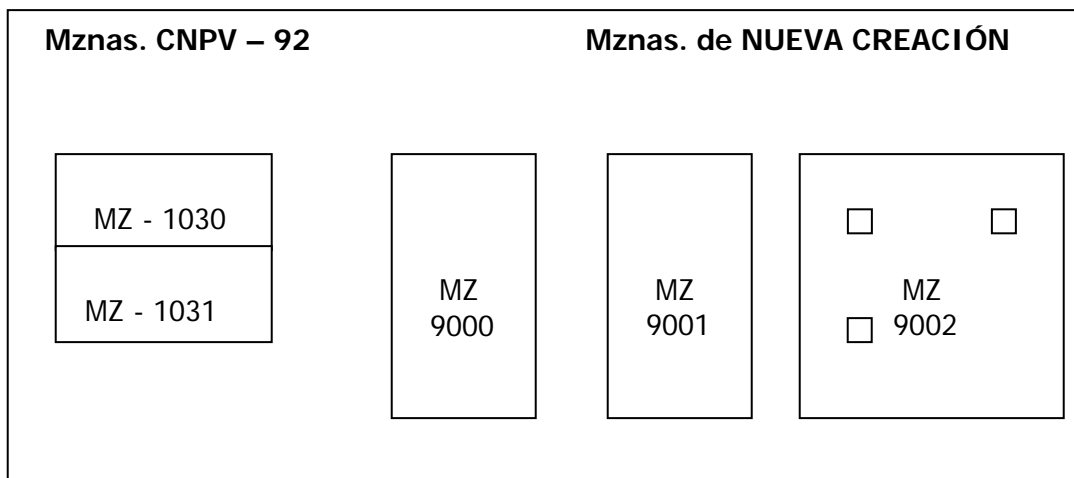 Mznas. CNPV – 92
Mznas. de NUEVA CREACIÓN
MZ - 1030
MZ - 1031
MZ
9000
MZ
9001
MZ
9002